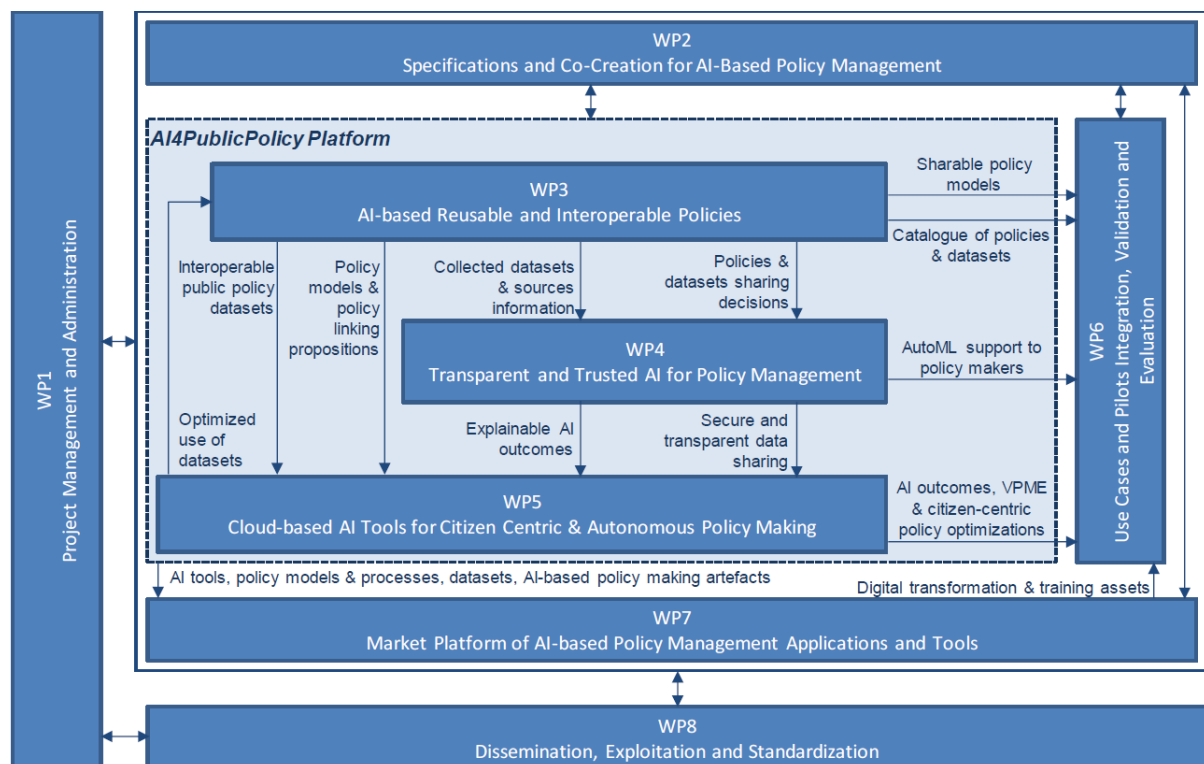 WP1
Project Management and Administration
WP2
Specifications and Co-Creation for AI-Based Policy Management
AI4PublicPolicy Platform
WP3
AI-based Reusable and Interoperable Policies
Sharable policy
models
Catalogue of policies
& datasets
Interoperable
public policy
datasets
Policy
models &
policy
linking
propositions
Collected datasets
& sources
information
Policies &
datasets sharing
decisions
WP4
Transparent and Trusted AI for Policy Management
AutoML support to
policy makers
Optimized
use of
datasets
Explainable AI
outcomes
Secure and
transparent data
sharing
WP5
Cloud-based AI Tools for Citizen Centric & Autonomous Policy Making
AI outcomes, VPME
& citizen-centric
policy optimizations
WP6
Use Cases and Pilots Integration, Validation and
Evaluation
AI tools, policy models & processes, datasets, AI-based policy making artefacts
Digital transformation & training assets
WP7
Market Platform of AI-based Policy Management Applications and Tools
WP8
Dissemination, Exploitation and Standardization